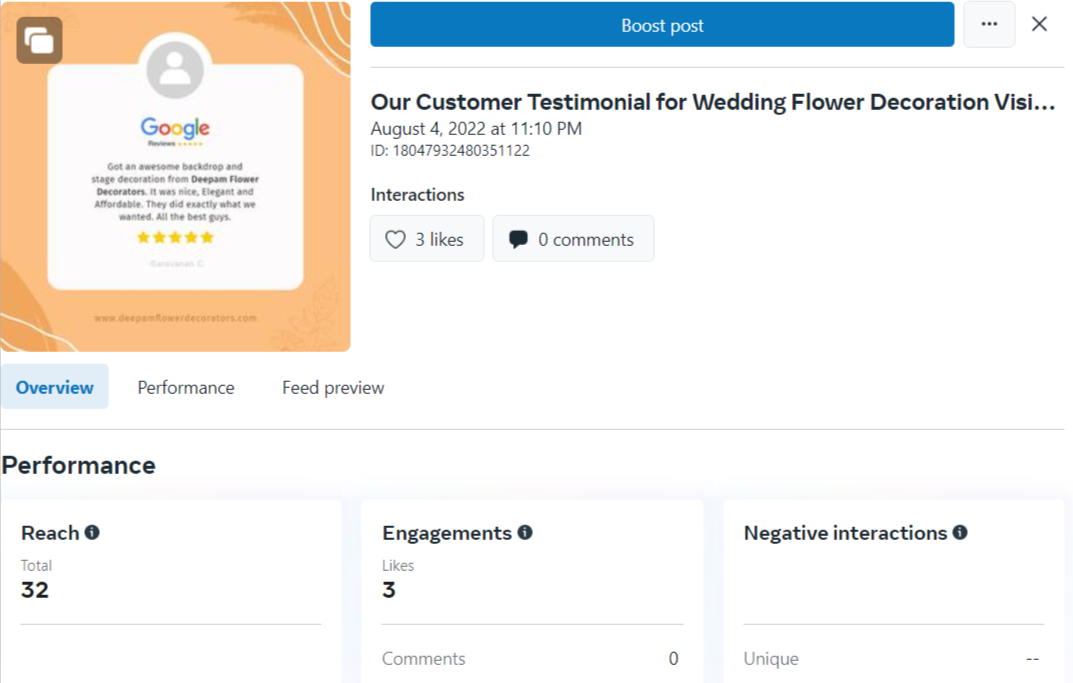 Boost post
Our Customer Testimonial for Wedding Flower Decoration Visi...
August 4, 2022 at 11:10 PM
ID: 18047932480351122
Interactions
3 likes
0 comments
Google
Reviews
Got an awesome backdrop and
stage decoration from Deepam Flower
Decorators. It was nice, Elegant and
Affordable. They did exactly what we
wanted. All the best guys.
-Saravanan C
www.deepamflowerdecorators.com
Overview
Performance
Feed preview
Performance
Reach
Total
32
Engagements
Likes
3
Comments
0
Negative interactions
Unique
--